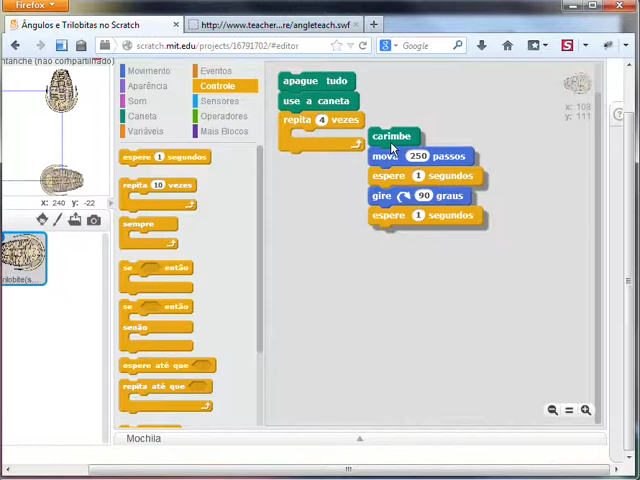 Firefox
Ângulos e Trilobitas no Scratch
http://www.teacher...re/angleteach.swf
scratch.mit.edu/projects/16791702/#editor
Google
(não compartilhado)
Movimento
Eventos
Aparência
Controle
Som
Sensores
Caneta
Operadores
Variáveis
Mais Blocos
apague tudo
use a caneta
repita 4 vezes
carimbe
mova 250 passos
espere 1 segundos
gire 90 graus
espere 1 segundos
x: 108
y: 111
espere 1 segundos
repita 10 vezes
sempre
se então
se então
senão
espere até que
repita até que
x: 240 y: -22
Mochila